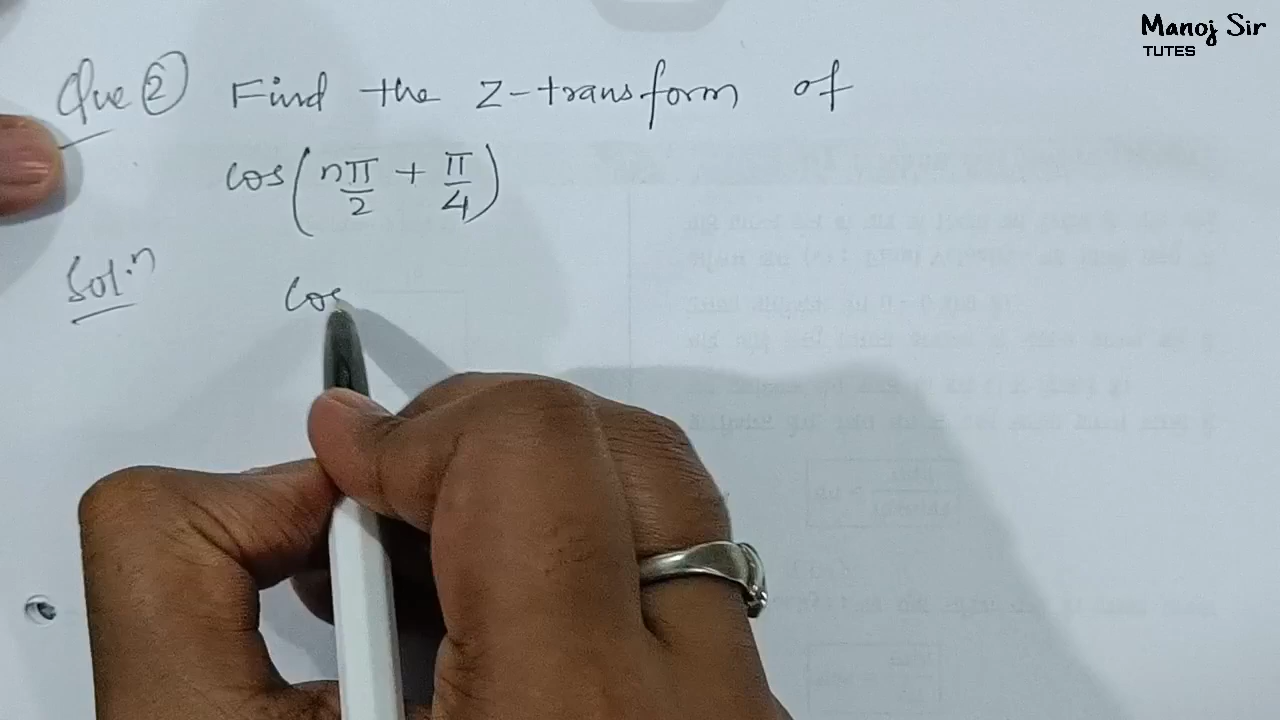 Manoj Sir
TUTES
Que ② Find the Z-transform of
cos(nπ/2 + π/4)
Sol.n
cos